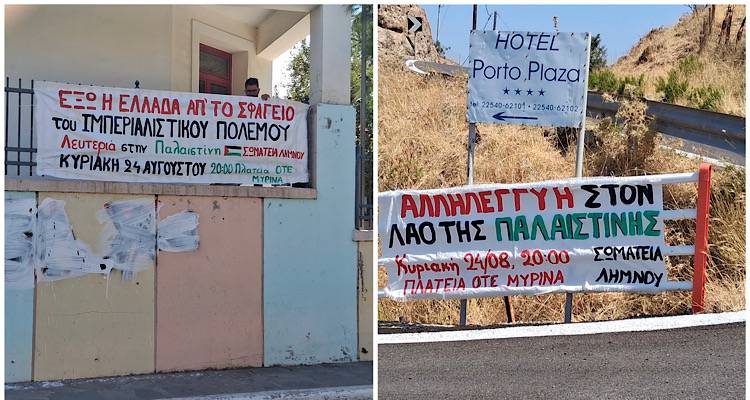 ΕΞΩ Η ΕΛΛΑΔΑ ΑΠ' ΤΟ ΣΦΑΓΕΙΟ
του ΙΜΠΕΡΙΑΛΙΣΤΙΚΟΥ ΠΟΛΕΜΟΥ
Λευτεριά στην Παλαιστίνη ΣΩΜΑΤΕΙΑ ΛΗΜΝΟΥ
ΚΥΡΙΑΚΗ 24 ΑΥΓΟΥΣΤΟΥ 20:00 Πλατεία ΟΤΕ
ΜΥΡΙΝΑ
HOTEL
Porto Plaza
tel 22540-62101 - 22540-62102
ΑΛΛΗΛΕΓΓΥΗ ΣΤΟΝ
ΛΑΟ ΤΗΣ ΠΑΛΑΙΣΤΙΝΗΣ
Κυριακή 24/08, 20:00
ΠΛΑΤΕΙΑ ΟΤΕ ΜΥΡΙΝΑ
ΣΩΜΑΤΕΙΑ
ΛΗΜΝΟΥ